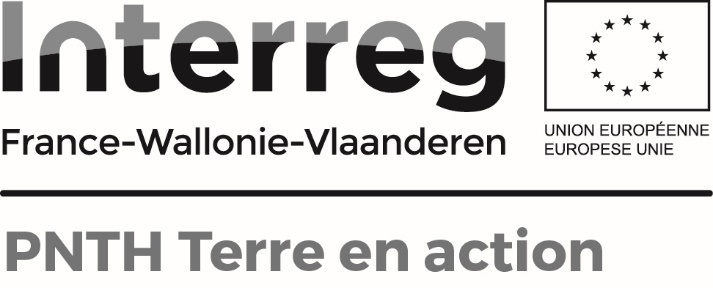 Interreg
France-Wallonie-Vlaanderen
UNION EUROPÉENNE
EUROPESE UNIE
PNTH Terre en action